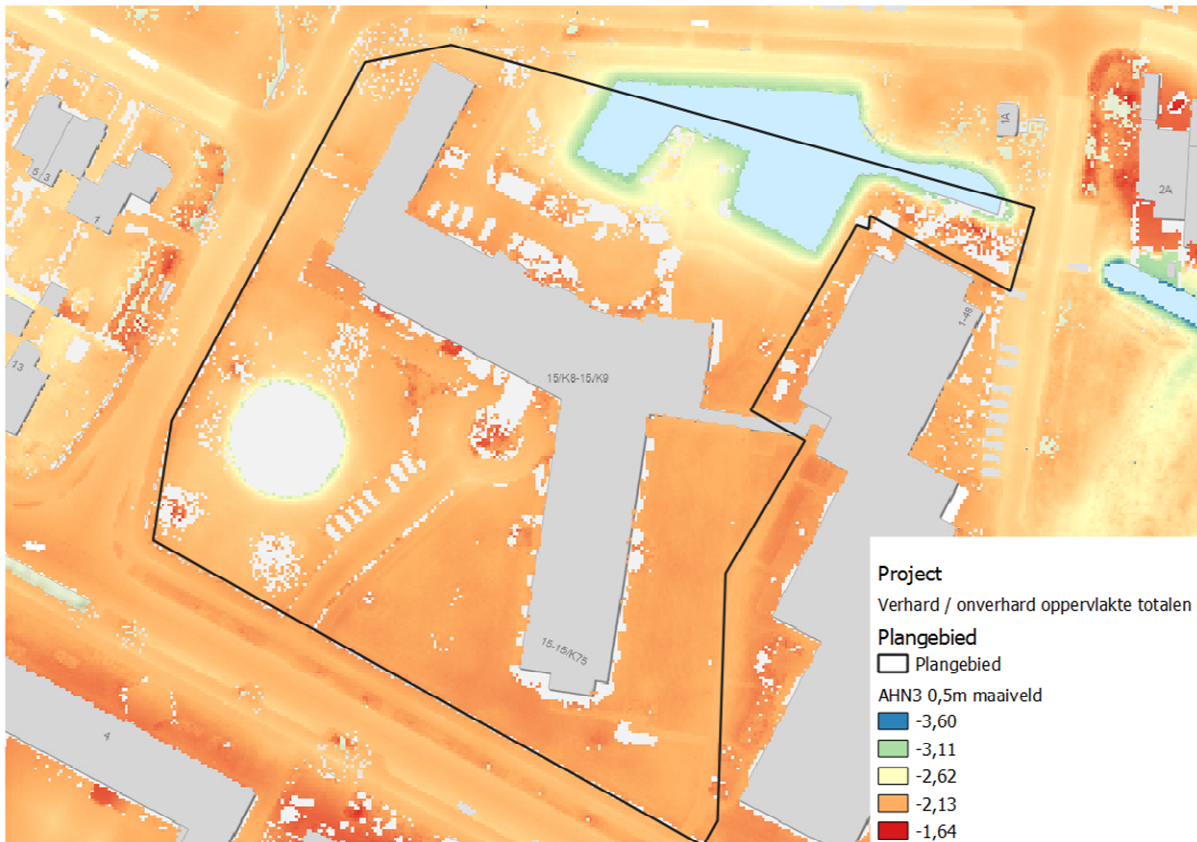 1A
2A
5
3
1
1-48
13
15/K8-15/K9
15-15/K75
4
Project
Verhard / onverhard oppervlakte totalen
Plangebied
Plangebied
AHN3 0,5m maaiveld
-3,60
-3,11
-2,62
-2,13
-1,64